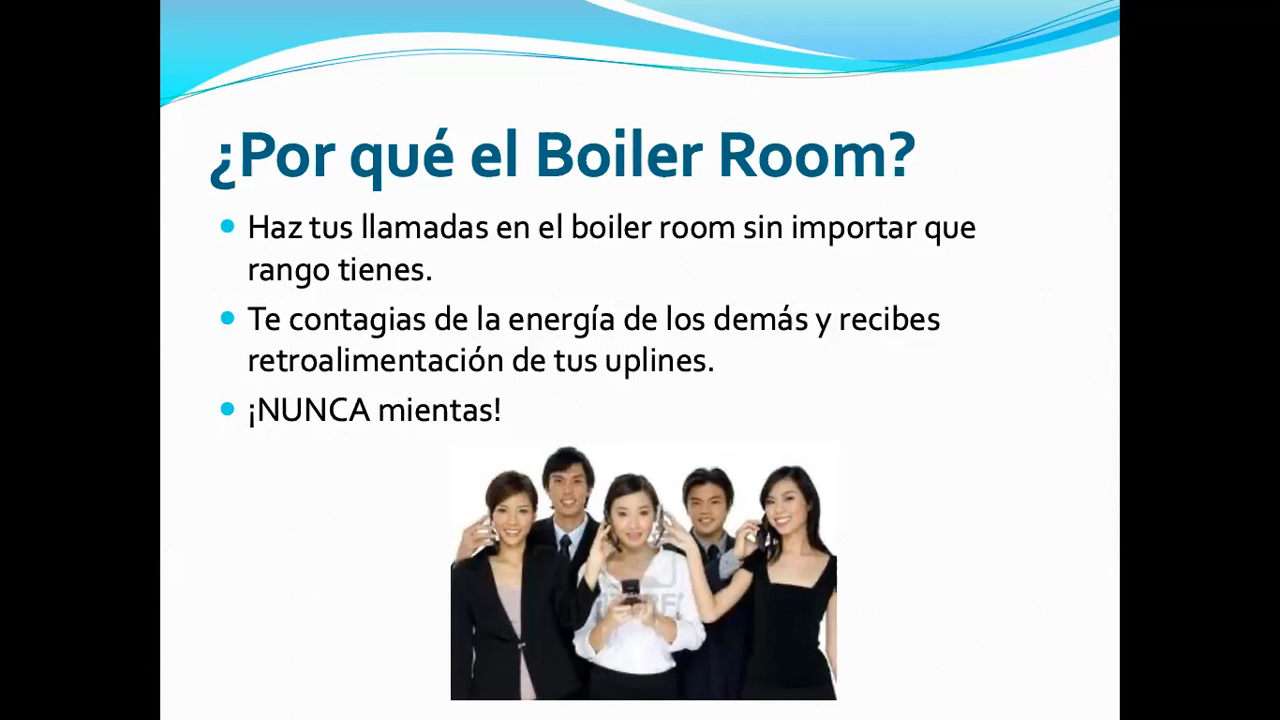 ¿Por qué el Boiler Room?
Haz tus llamadas en el boiler room sin importar que
rango tienes.
Te contagias de la energía de los demás y recibes
retroalimentación de tus uplines.
¡NUNCA mientas!